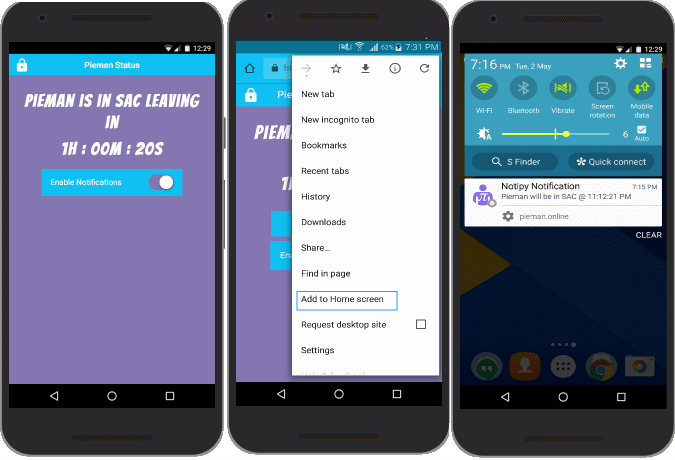 12:29
Pieman Status
PIEMAN IS IN SAC LEAVING
IN
1H : 00M : 20S
Enable Notifications
62% 7:31 PM
New tab
New incognito tab
Bookmarks
Recent tabs
History
Downloads
Share...
Find in page
Add to Home screen
Request desktop site
Settings
12:29
7:16 PM Tue, 2 May
Wi-Fi
Bluetooth
Vibrate
Screen
rotation
Mobile
data
6
Auto
S Finder
Quick connect
Notipy Notification 7:15 PM
Pieman will be in SAC @ 11:12:21 PM
pieman.online
CLEAR